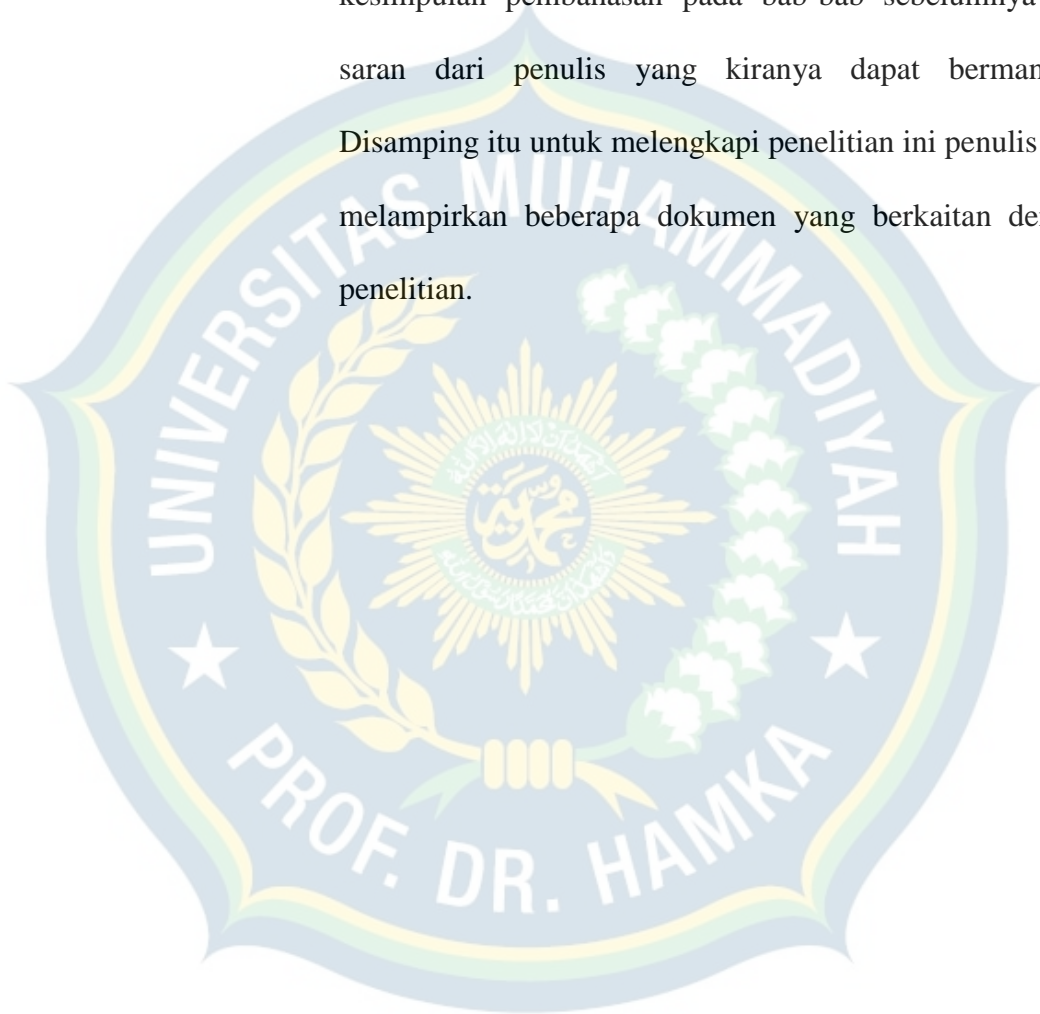 kesimpulan pembahasan pada bab-bab sebelumnya
saran dari penulis yang kiranya dapat
Disamping itu untuk melengkapi penelitian ini penulis
melampirkan beberapa dokumen yang berkaitan
penelitian.
UNIVERSITAS MUHAMMADIYAH
PROF. DR. HAMKA
محمدية